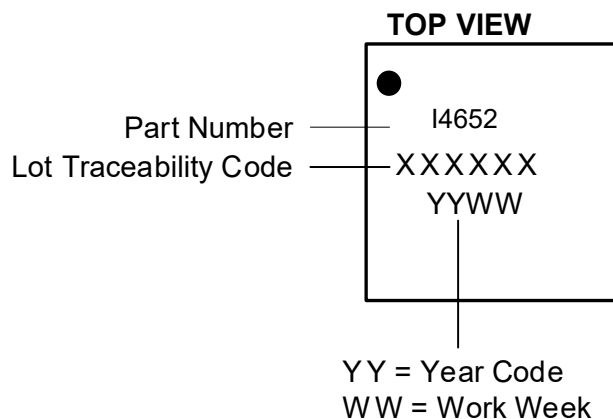 TOP VIEW
I4652
Part Number
XXXXXX
Lot Traceability Code
YYWW
YY = Year Code
WW = Work Week